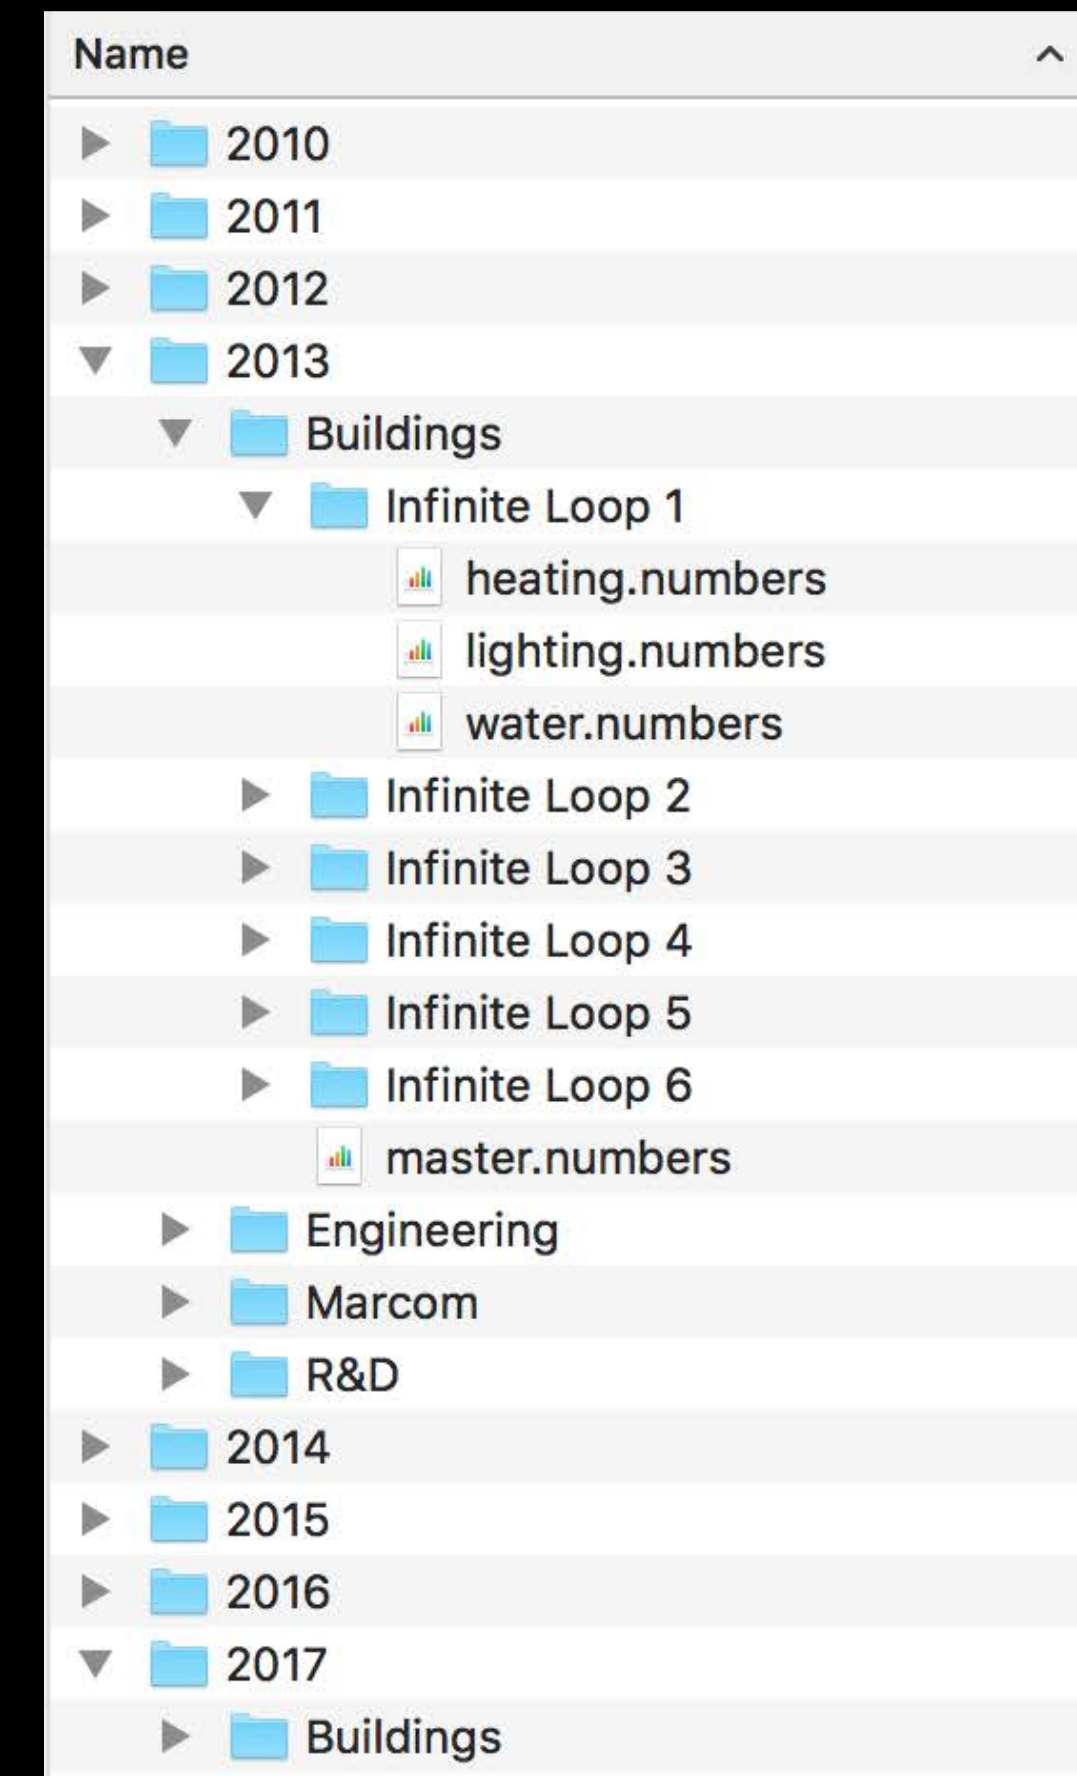 Name
2010
2011
2012
2013
Buildings
Infinite Loop 1
heating.numbers
lighting.numbers
water.numbers
Infinite Loop 2
Infinite Loop 3
Infinite Loop 4
Infinite Loop 5
Infinite Loop 6
master.numbers
Engineering
Marcom
R&D
2014
2015
2016
2017
Buildings